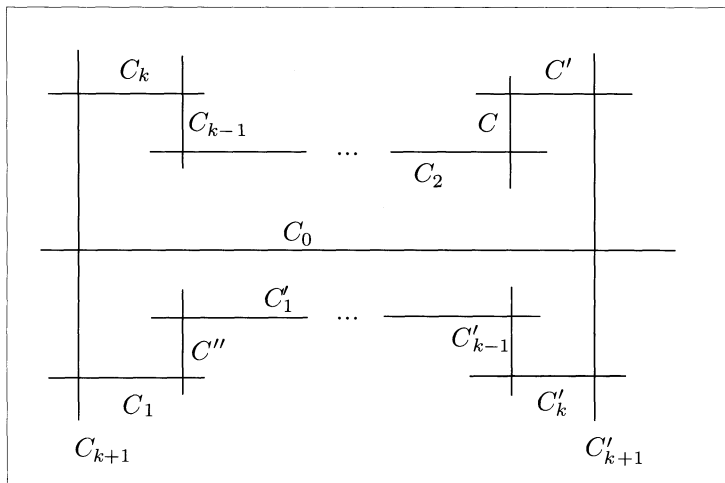 $C_k$ $C'$
$C_{k-1}$ $C$
... $C_2$
$C_0$
$C'_1$ ...
$C''$ $C'_{k-1}$
$C_1$ $C'_k$
$C_{k+1}$ $C'_{k+1}$